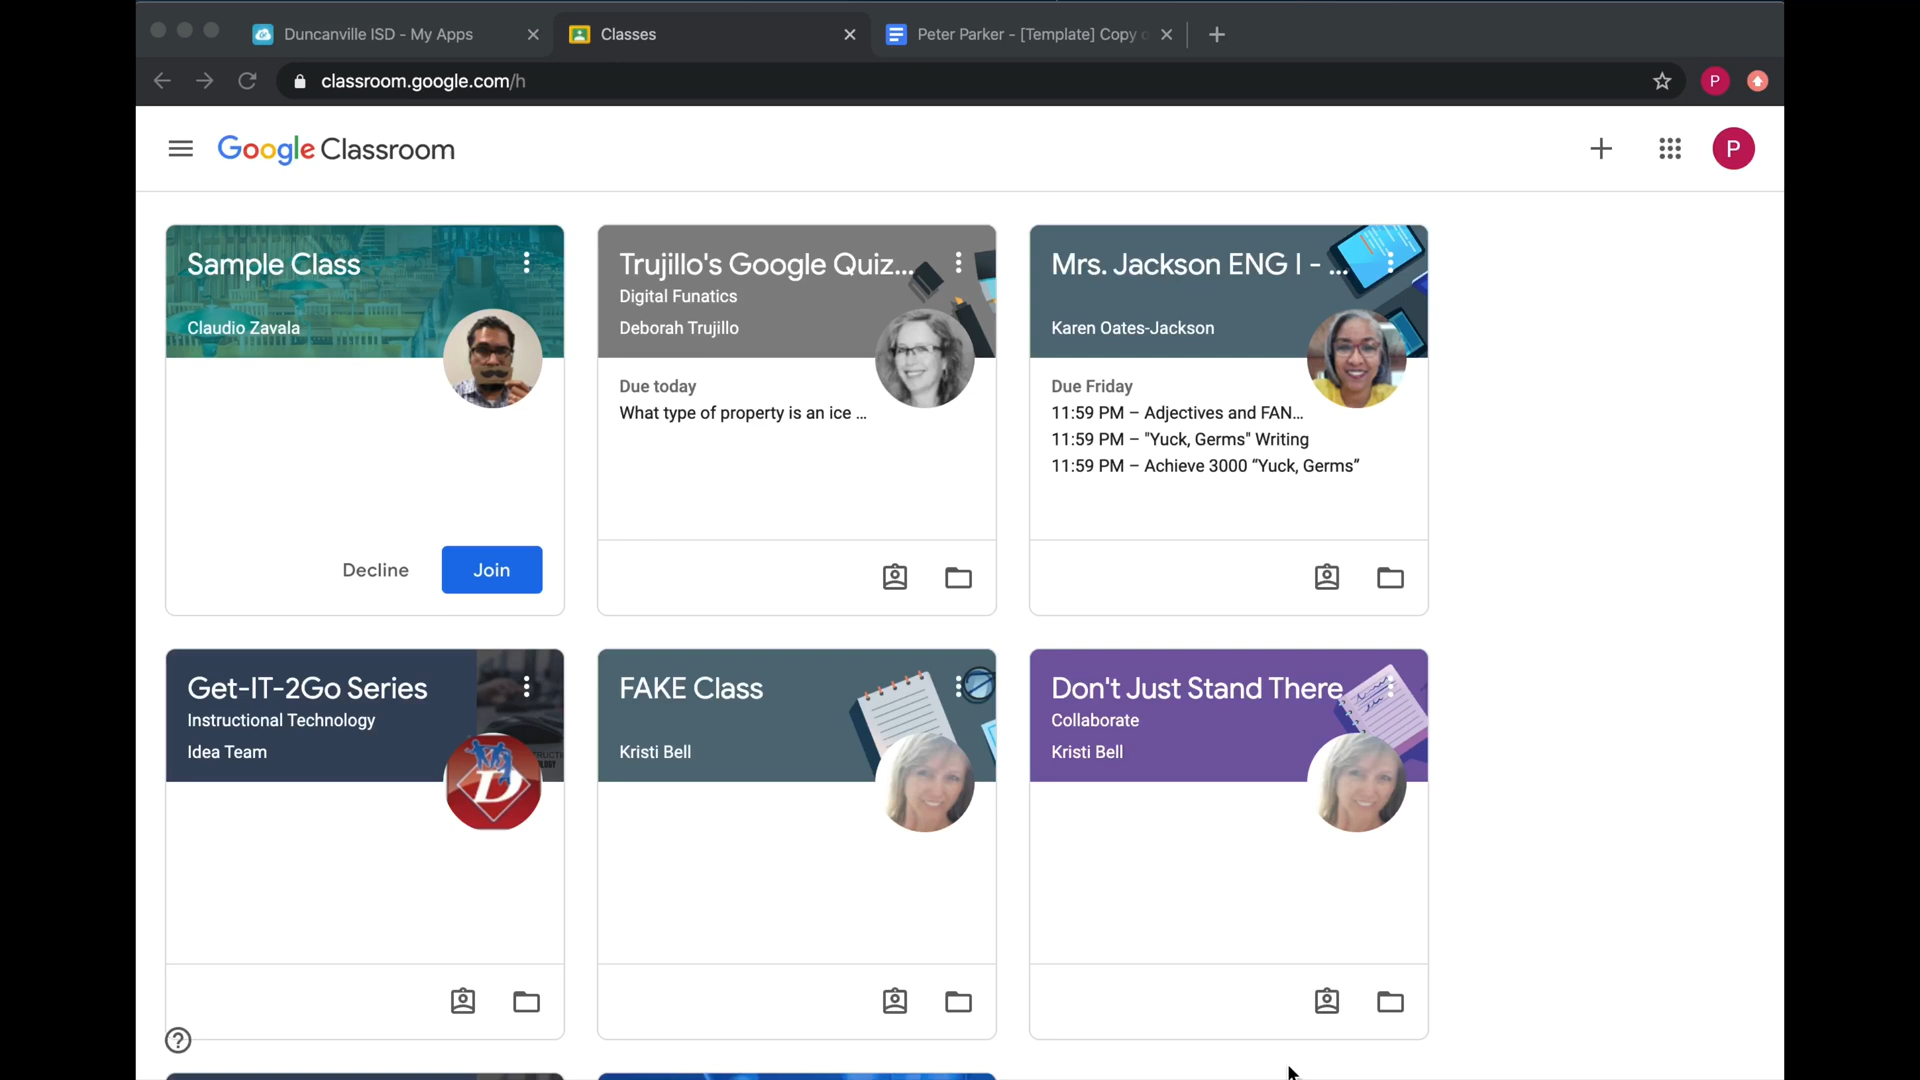 Duncanville ISD - My Apps
Classes
Peter Parker - [Template] Copy o
classroom.google.com/h
P
Google Classroom
P
Sample Class
Claudio Zavala
Decline
Join
Trujillo's Google Quiz...
Digital Funatics
Deborah Trujillo
Due today
What type of property is an ice ...
Mrs. Jackson ENG I - ...
Karen Oates-Jackson
Due Friday
11:59 PM – Adjectives and FAN...
11:59 PM – "Yuck, Germs" Writing
11:59 PM – Achieve 3000 “Yuck, Germs”
Get-IT-2Go Series
Instructional Technology
Idea Team
D
FAKE Class
Kristi Bell
Don't Just Stand There
Collaborate
Kristi Bell